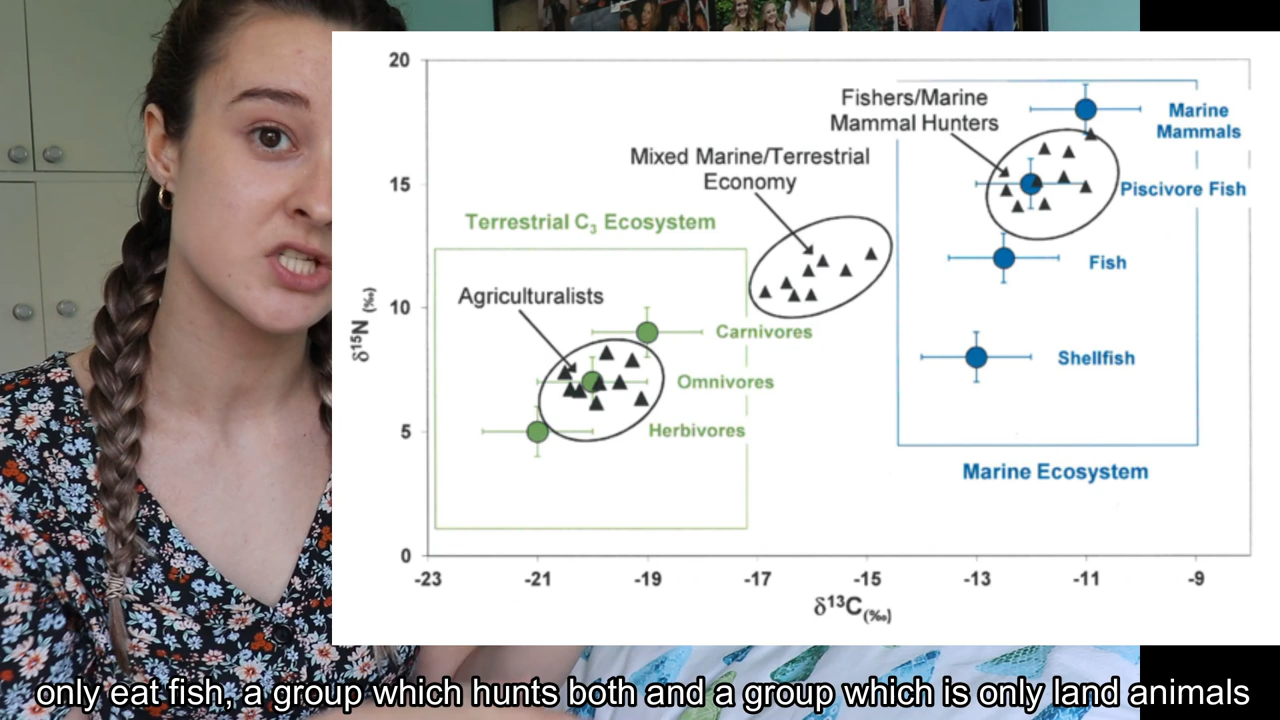 20
15
10
5
0
-23
-21
-19
-17
-15
-13
-11
-9
δ¹⁵N (‰)
δ¹³C(‰)
Fishers/Marine
Mammal Hunters
Marine
Mammals
Mixed Marine/Terrestrial
Economy
Piscivore Fish
Terrestrial C₃ Ecosystem
Fish
Agriculturalists
Carnivores
Shellfish
Omnivores
Herbivores
Marine Ecosystem
only eat fish, a group which hunts both and a group which is only land animals